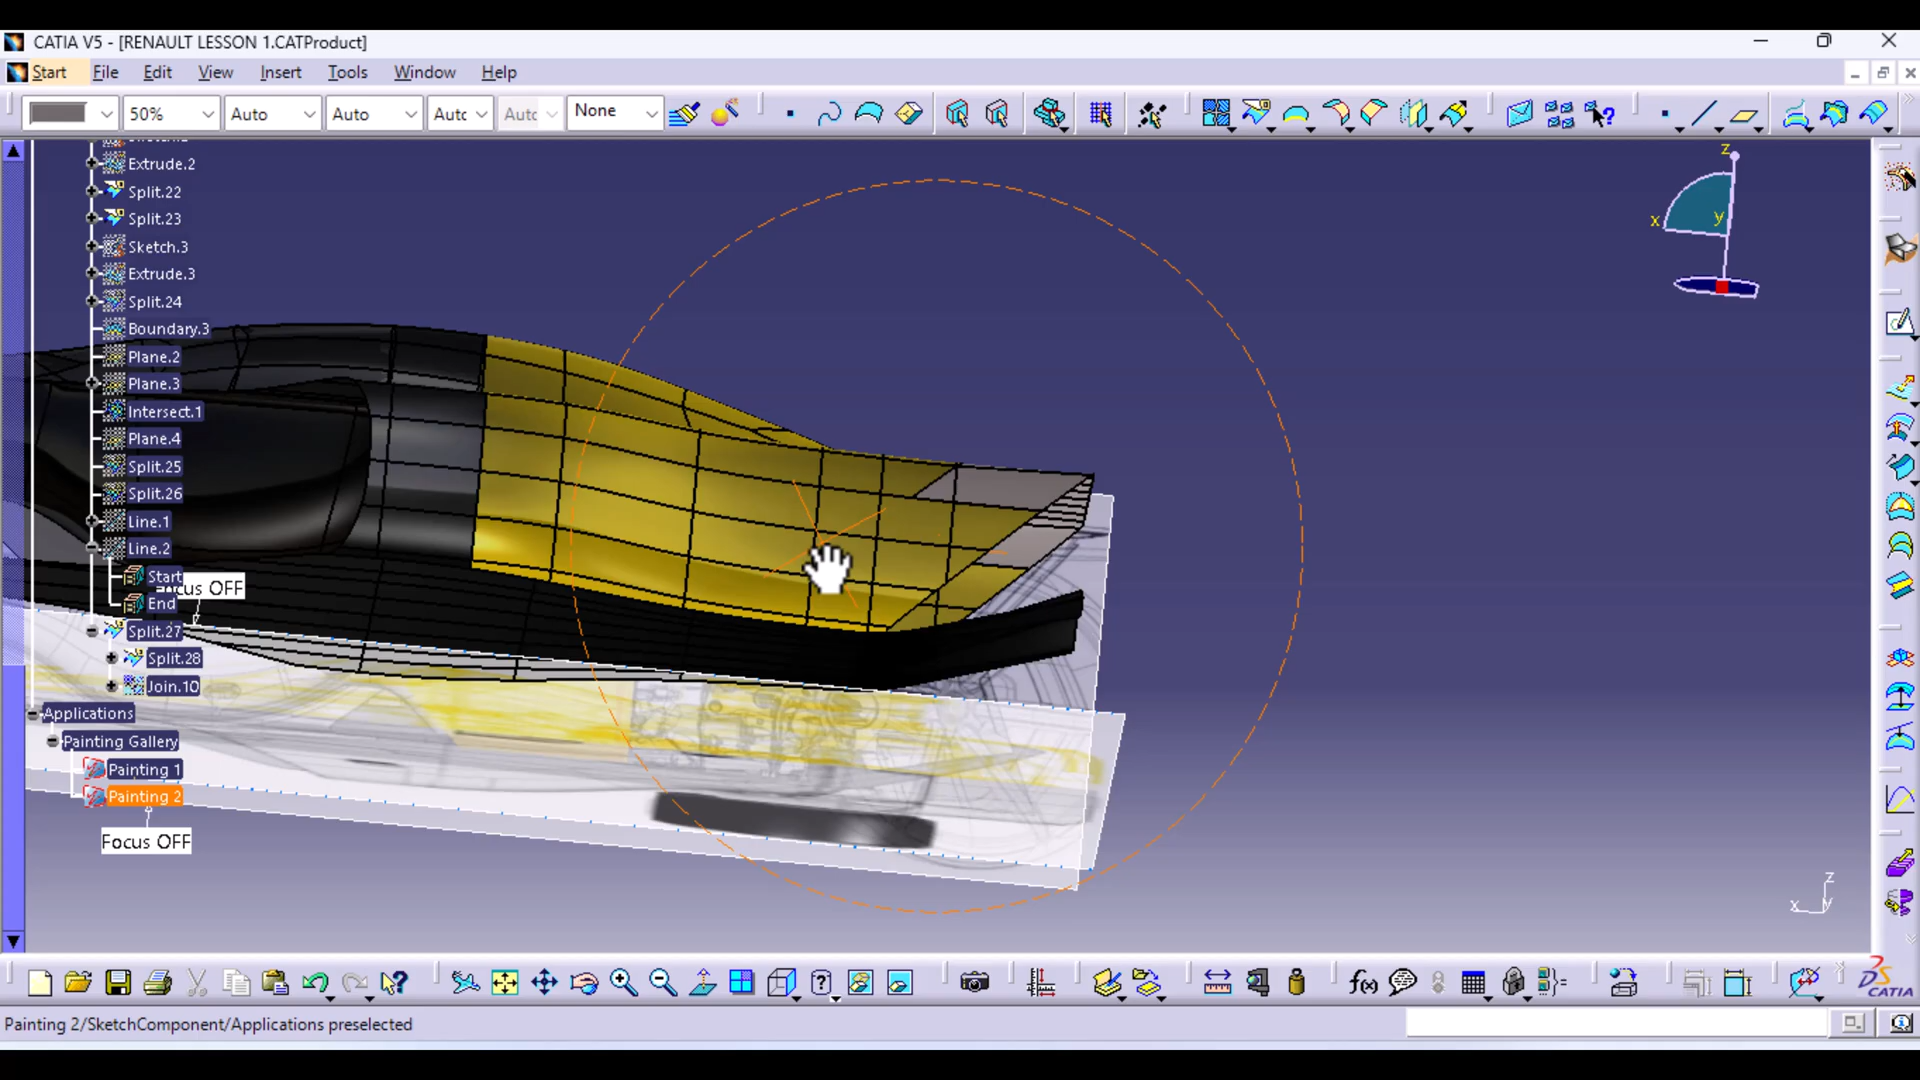 CATIA V5 - [RENAULT LESSON 1.CATProduct]
Start File Edit View Insert Tools Window Help
50% Auto Auto Autc Autc None
Extrude.2
Split.22
Split.23
Sketch.3
Extrude.3
Split.24
Boundary.3
Plane.2
Plane.3
Intersect.1
Plane.4
Split.25
Split.26
Line.1
Line.2
Start
cus OFF
End
Split.27
Split.28
Join.10
Applications
Painting Gallery
Painting 1
Painting 2
Focus OFF
z
x
y
z
x
y
f(x)
CATIA
Painting 2/SketchComponent/Applications preselected